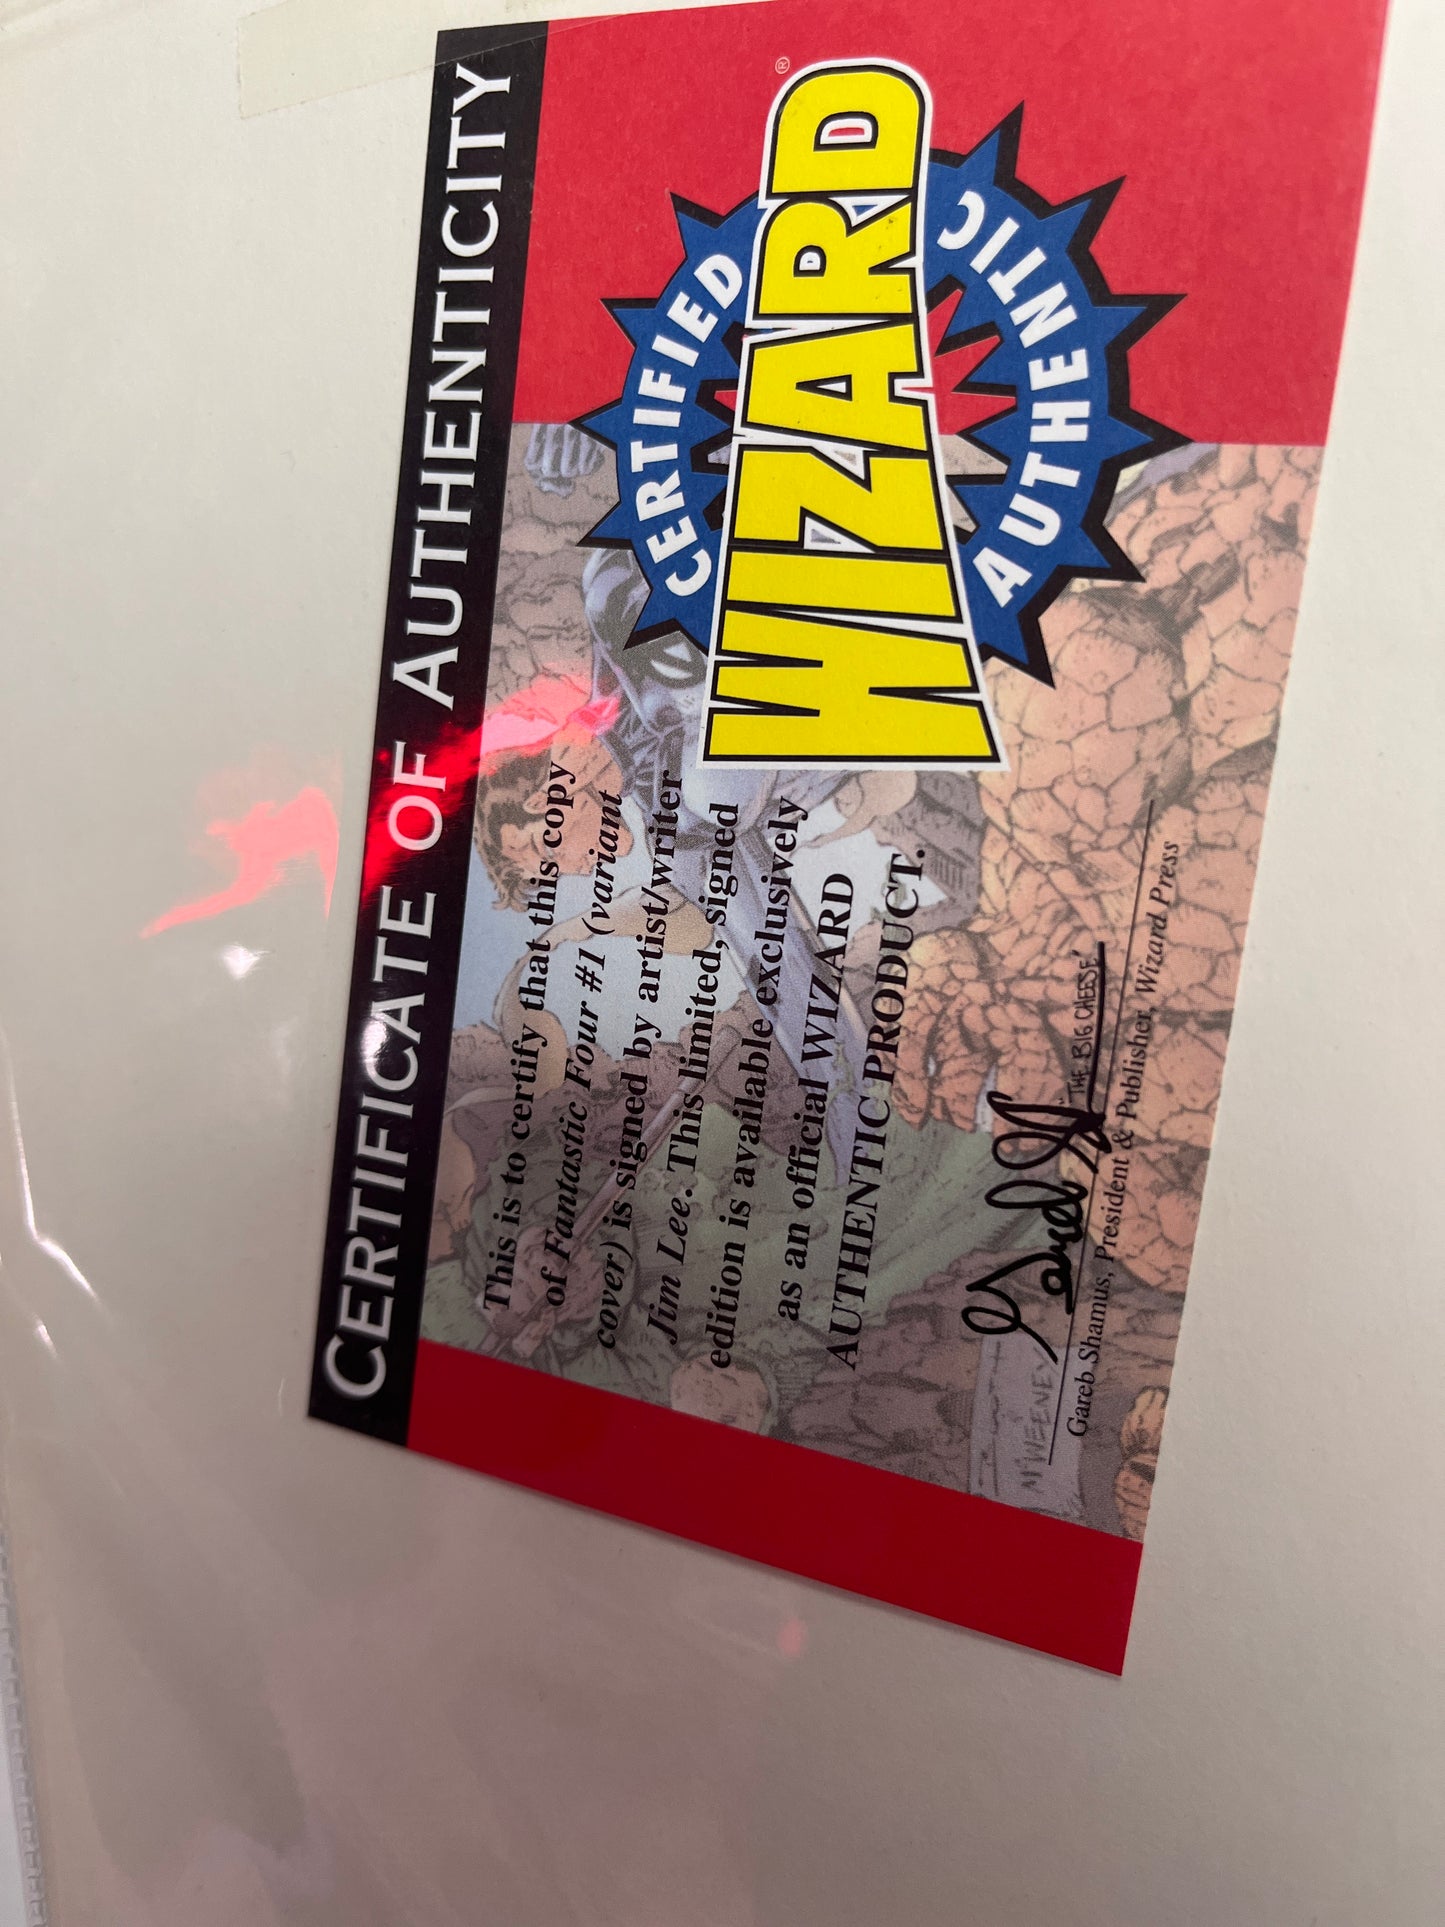 CERTIFICATE OF AUTHENTICITY
This is to certify that this copy
of Fantastic Four #1 (variant
cover) is signed by artist/writer
Jim Lee. This limited, signed
edition is available exclusively
as an official WIZARD
AUTHENTIC PRODUCT.
"THE BIG CHEESE"
Gareb Shamus, President & Publisher, Wizard Press
CERTIFIED
WIZARD®
AUTHENTIC